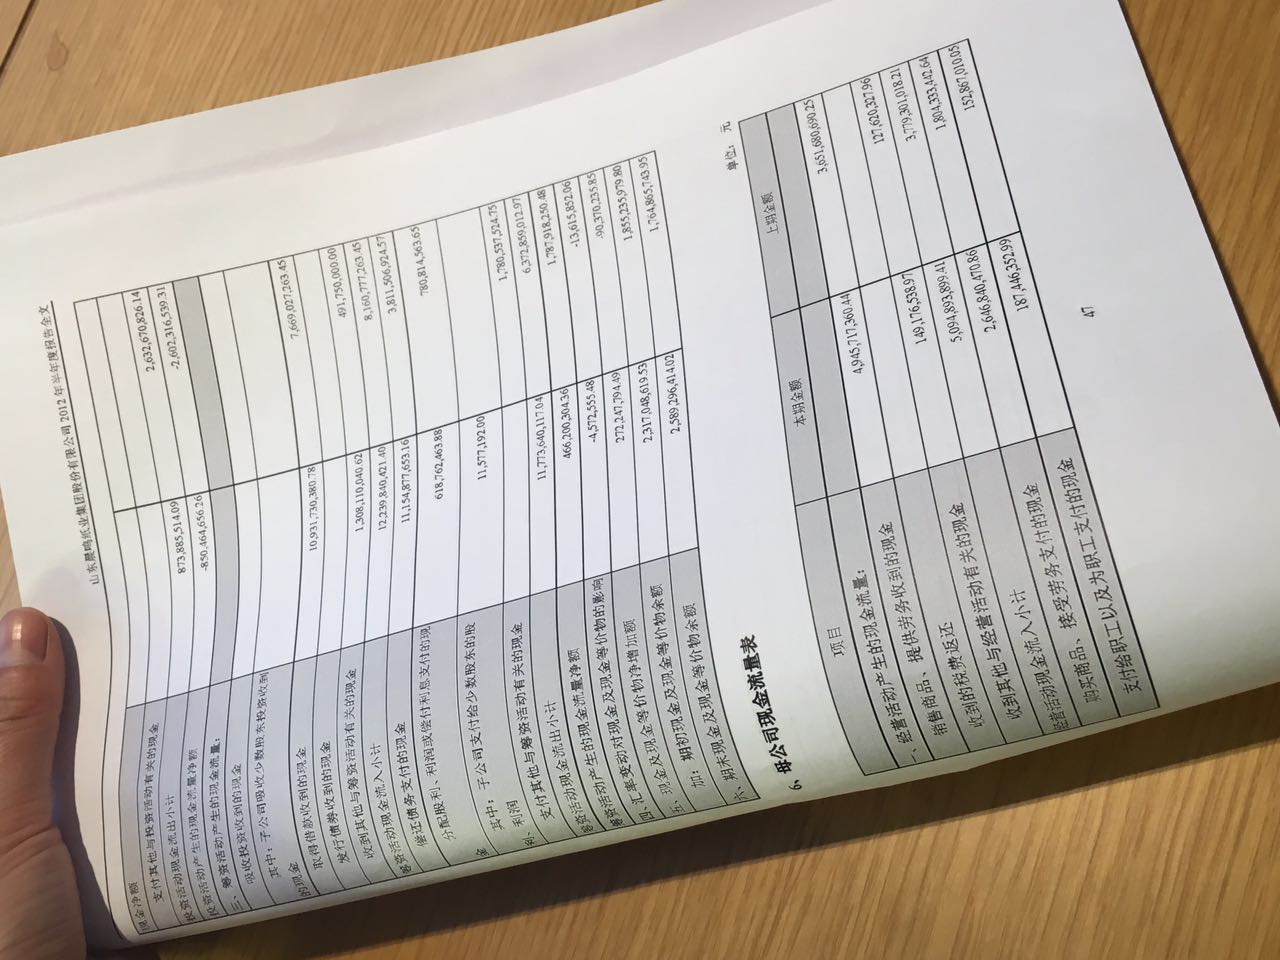 山东晨鸣纸业集团股份有限公司 2012 年半年度报告全文
现金净额
支付其他与投资活动有关的现金
投资活动现金流出小计 873,885,514.09 2,632,670,826.14
投资活动产生的现金流量净额 -850,464,656.26 -2,602,316,539.31
三、筹资活动产生的现金流量:
吸收投资收到的现金
其中:子公司吸收少数股东投资收到
的现金
取得借款收到的现金 10,931,730,380.78 7,669,027,263.45
发行债券收到的现金
收到其他与筹资活动有关的现金 1,308,110,040.62 491,750,000.00
筹资活动现金流入小计 12,239,840,421.40 8,160,777,263.45
偿还债务支付的现金 11,154,877,653.16 3,811,506,924.57
分配股利、利润或偿付利息支付的现 618,762,463.88 780,814,563.65
金
其中:子公司支付给少数股东的股 11,577,192.00
利、利润
支付其他与筹资活动有关的现金 1,780,537,524.75
筹资活动现金流出小计 11,773,640,117.04 6,372,859,012.97
筹资活动产生的现金流量净额 466,200,304.36 1,787,918,250.48
四、汇率变动对现金及现金等价物的影响 -4,572,555.48 -13,615,852.06
五、现金及现金等价物净增加额 272,247,794.49 -90,370,235.85
加:期初现金及现金等价物余额 2,317,048,619.53 1,855,235,979.80
六、期末现金及现金等价物余额 2,589,296,414.02 1,764,865,743.95
6、母公司现金流量表
单位:元
项目 本期金额 上期金额
一、经营活动产生的现金流量:
销售商品、提供劳务收到的现金 4,945,717,360.44 3,651,680,690.25
收到的税费返还
收到其他与经营活动有关的现金 149,176,538.97 127,620,327.96
经营活动现金流入小计 5,094,893,899.41 3,779,301,018.21
购买商品、接受劳务支付的现金 2,646,840,470.86 1,804,333,442.64
支付给职工以及为职工支付的现金 187,446,352.99 152,867,010.05
47